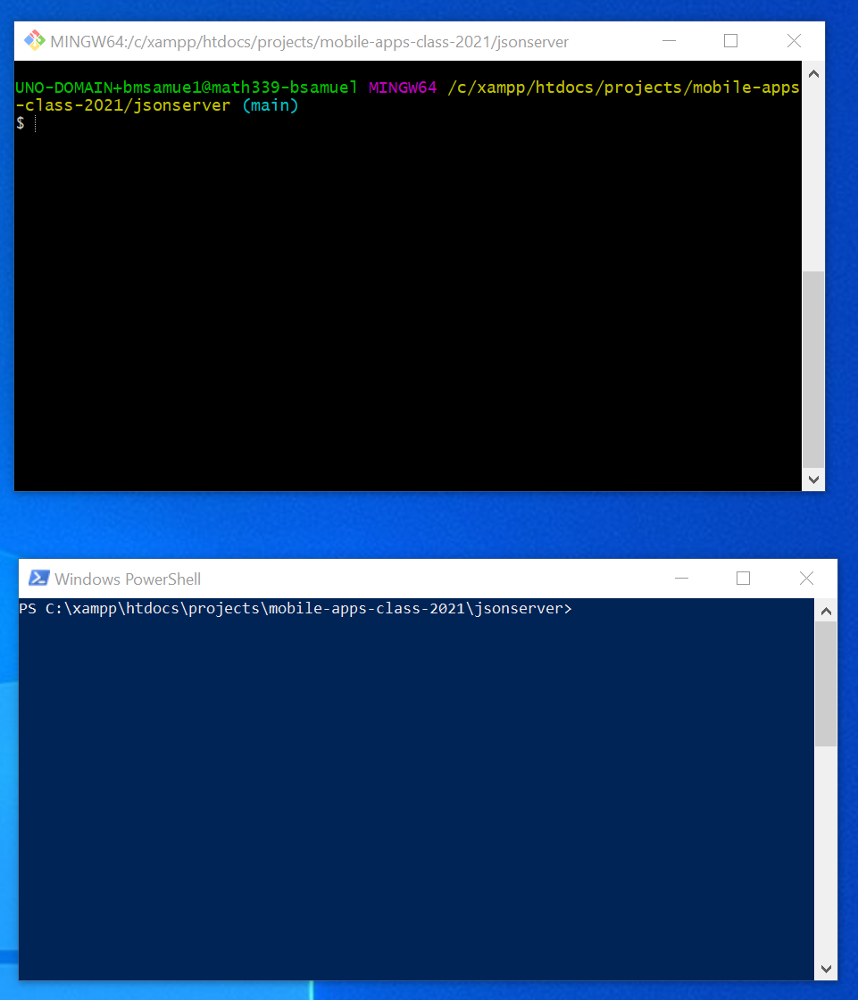 MINGW64:/c/xampp/htdocs/projects/mobile-apps-class-2021/jsonserver
UNO-DOMAIN+bmsamue1@math339-bsamuel MINGW64 /c/xampp/htdocs/projects/mobile-apps
-class-2021/jsonserver (main)
$
Windows PowerShell
PS C:\xampp\htdocs\projects\mobile-apps-class-2021\jsonserver>